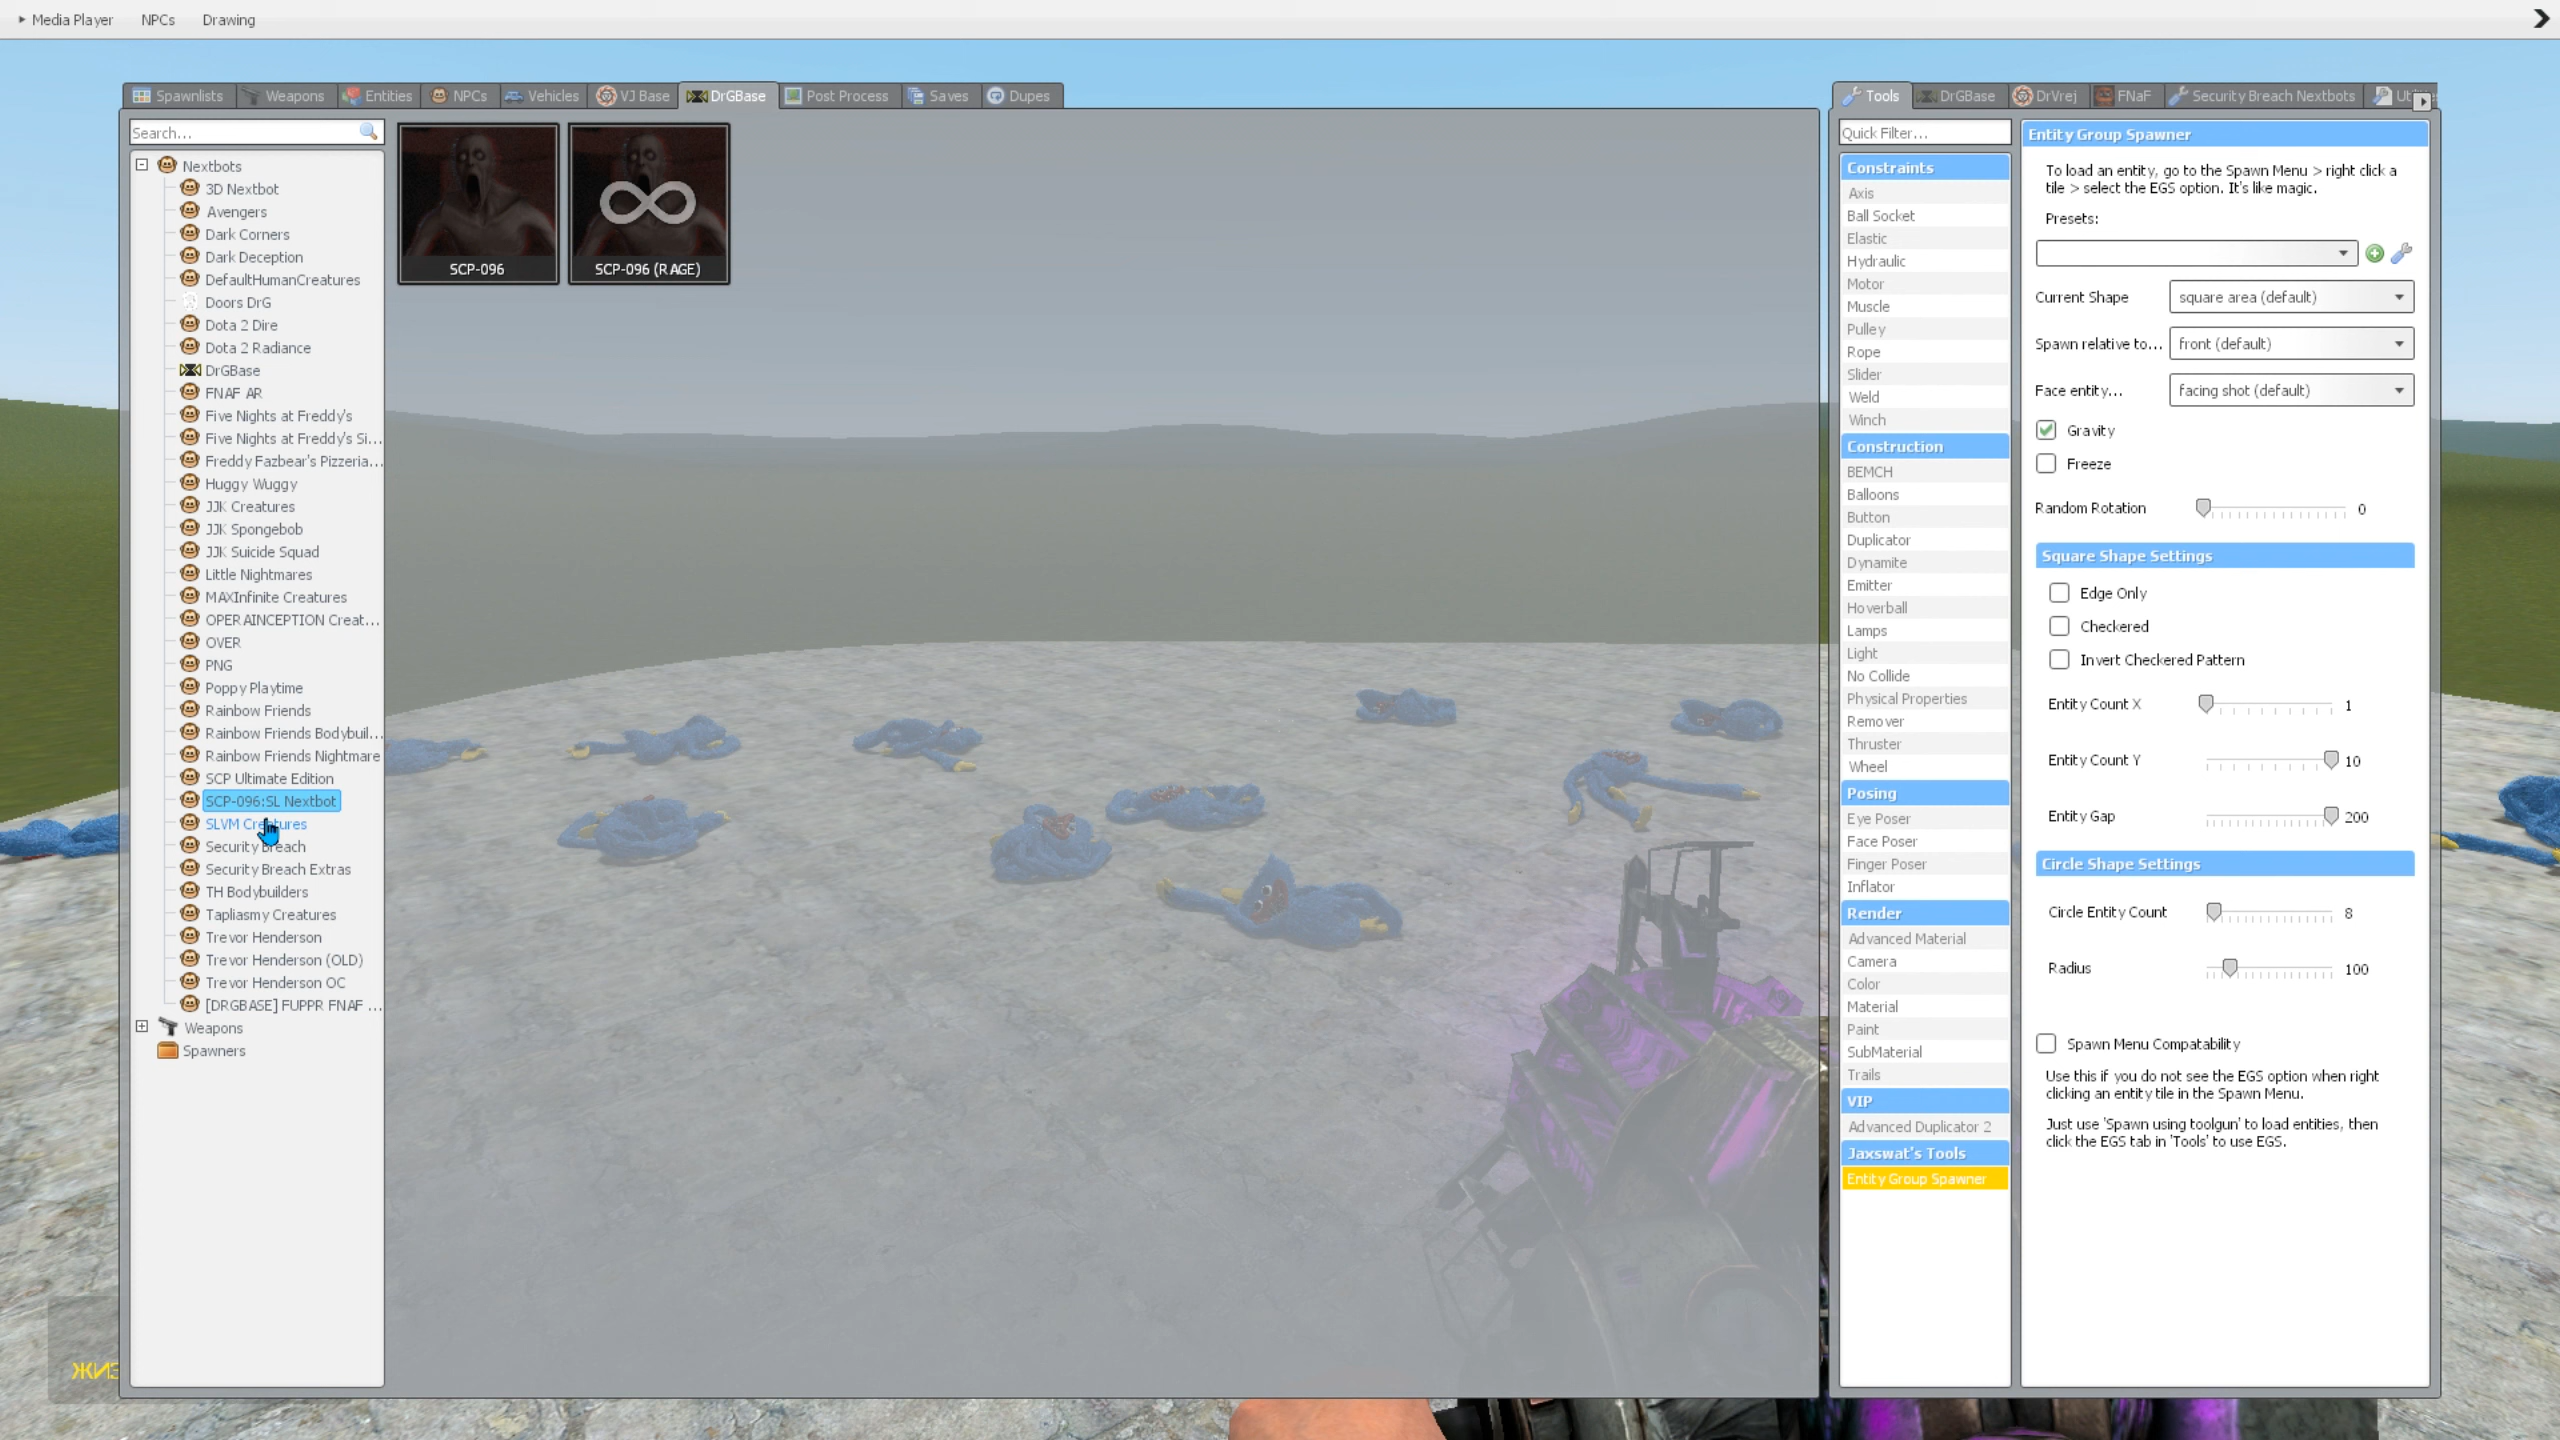 Media Player NPCs Drawing
Spawnlists Weapons Entities NPCs Vehicles VJ Base DrGBase Post Process Saves Dupes
Search...
Nextbots
3D Nextbot
Avengers
Dark Corners
Dark Deception
DefaultHumanCreatures
Doors DrG
Dota 2 Dire
Dota 2 Radiance
DrGBase
FNAF AR
Five Nights at Freddy's
Five Nights at Freddy's Si...
Freddy Fazbear's Pizzeria...
Huggy Wuggy
JJK Creatures
JJK Spongebob
JJK Suicide Squad
Little Nightmares
MAXInfinite Creatures
OPERAINCEPTION Creat...
OVER
PNG
Poppy Playtime
Rainbow Friends
Rainbow Friends Bodybuil...
Rainbow Friends Nightmare
SCP Ultimate Edition
SCP-096:SL Nextbot
SLVM Creatures
Security Breach
Security Breach Extras
TH Bodybuilders
Tapliasmy Creatures
Trevor Henderson
Trevor Henderson (OLD)
Trevor Henderson OC
[DRGBASE] FUPPR FNAF ...
Weapons
Spawners
SCP-096
SCP-096 (RAGE)
ЖИЗ
Tools DrGBase DrVrej FNaF Security Breach Nextbots
Quick Filter...
Constraints
Axis
Ball Socket
Elastic
Hydraulic
Motor
Muscle
Pulley
Rope
Slider
Weld
Winch
Construction
BEMCH
Balloons
Button
Duplicator
Dynamite
Emitter
Hoverball
Lamps
Light
No Collide
Physical Properties
Remover
Thruster
Wheel
Posing
Eye Poser
Face Poser
Finger Poser
Inflator
Render
Advanced Material
Camera
Color
Material
Paint
SubMaterial
Trails
VIP
Advanced Duplicator 2
Jaxswat's Tools
Entity Group Spawner
Entity Group Spawner
To load an entity, go to the Spawn Menu > right click a
tile > select the EGS option. It's like magic.
Presets:
Current Shape square area (default)
Spawn relative to... front (default)
Face entity... facing shot (default)
Gravity
Freeze
Random Rotation 0
Square Shape Settings
Edge Only
Checkered
Invert Checkered Pattern
Entity Count X 1
Entity Count Y 10
Entity Gap 200
Circle Shape Settings
Circle Entity Count 8
Radius 100
Spawn Menu Compatability
Use this if you do not see the EGS option when right
clicking an entity tile in the Spawn Menu.
Just use 'Spawn using toolgun' to load entities, then
click the EGS tab in 'Tools' to use EGS.